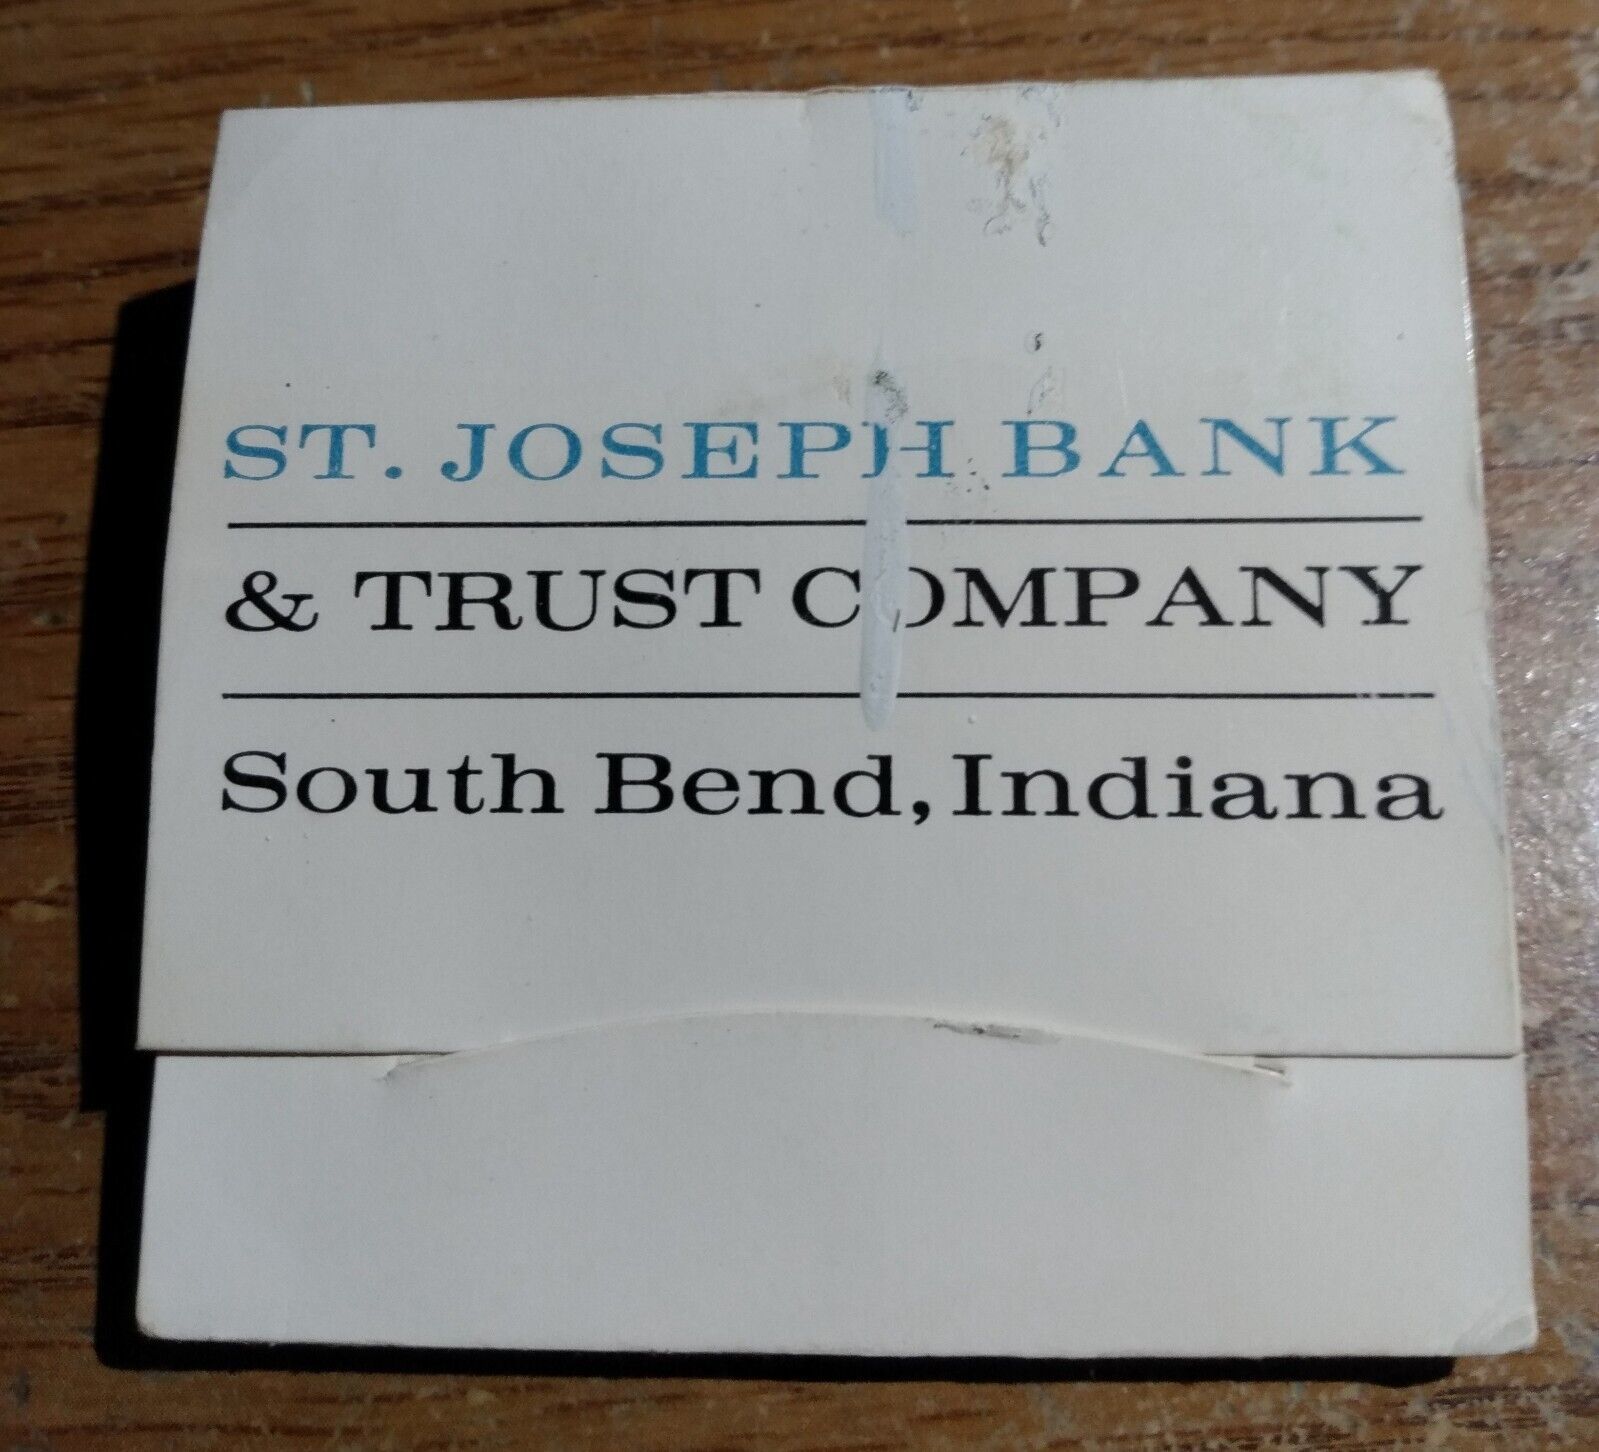 ST. JOSEPH BANK
& TRUST COMPANY
South Bend, Indiana